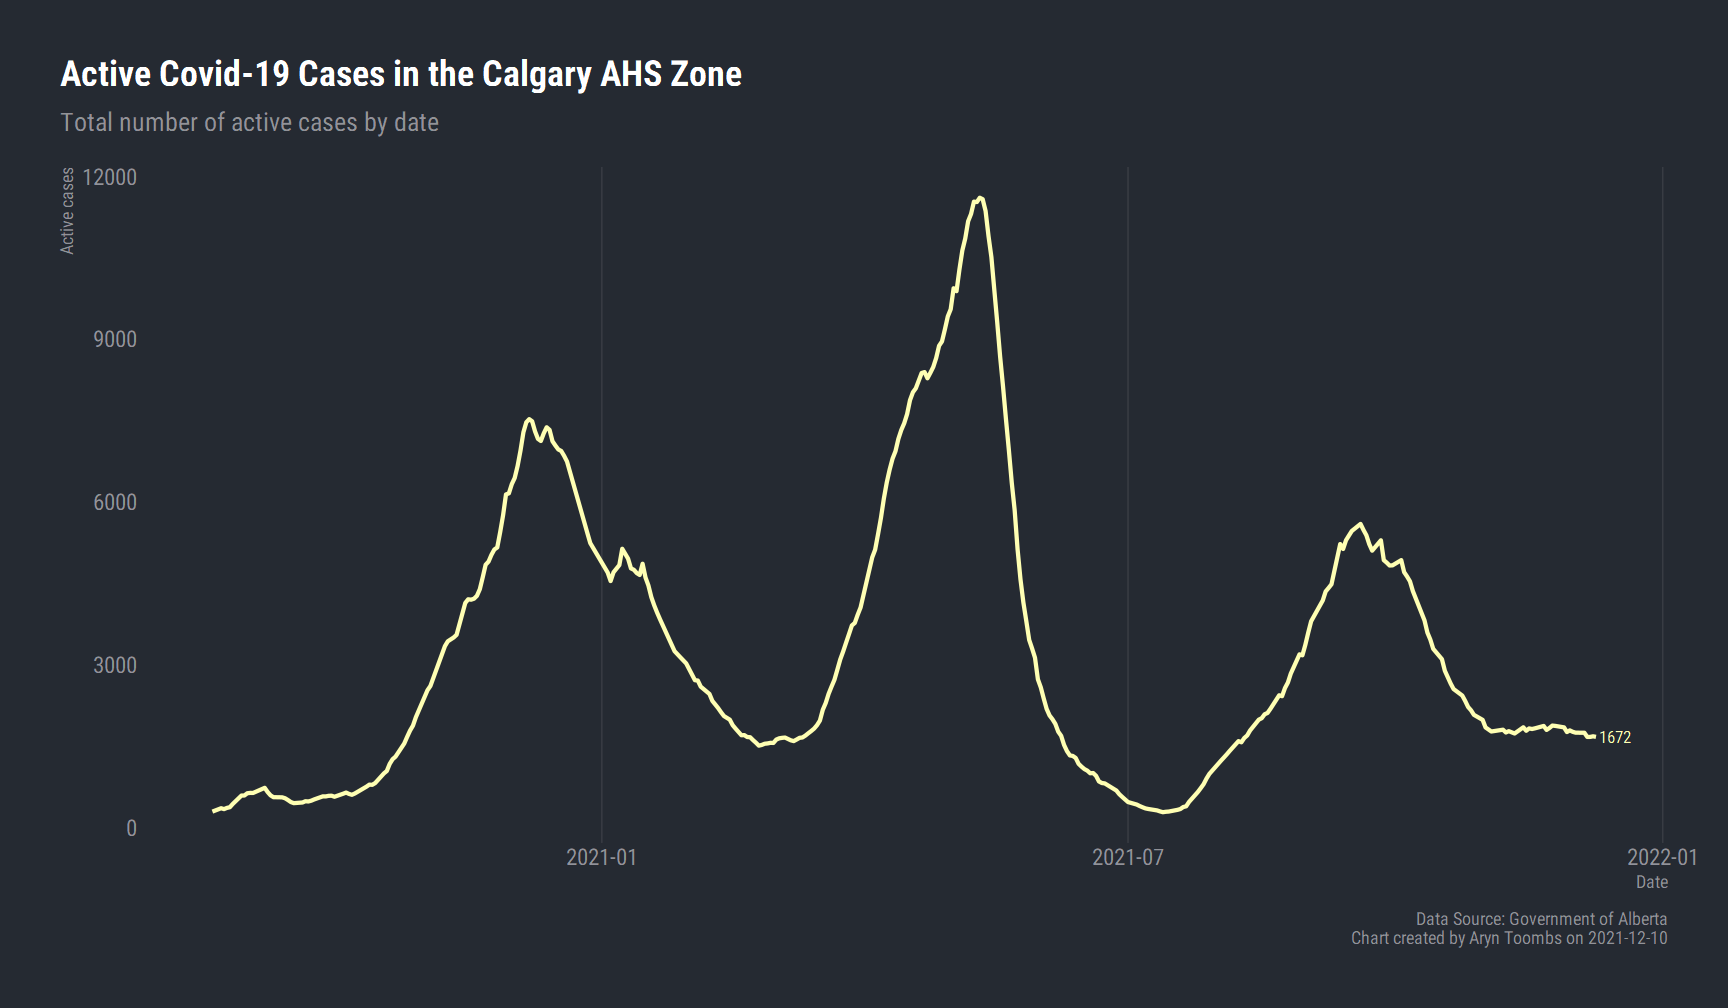 Active Covid-19 Cases in the Calgary AHS Zone
Total number of active cases by date
Active cases
12000
9000
6000
3000
0
1672
2021-01
2021-07
2022-01
Date
Data Source: Government of Alberta
Chart created by Aryn Toombs on 2021-12-10